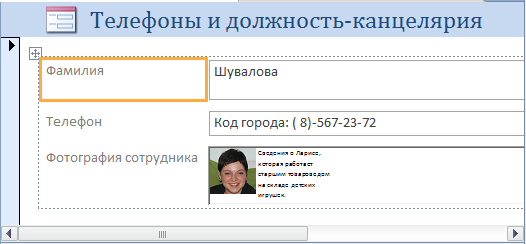 Телефоны и должность-канцелярия
Фамилия
Шувалова
Телефон
Код города: ( 8)-567-23-72
Фотография сотрудника
Сведения о Ларисе,
которая работает
старшим товароведом
на складе детских
игрушек.